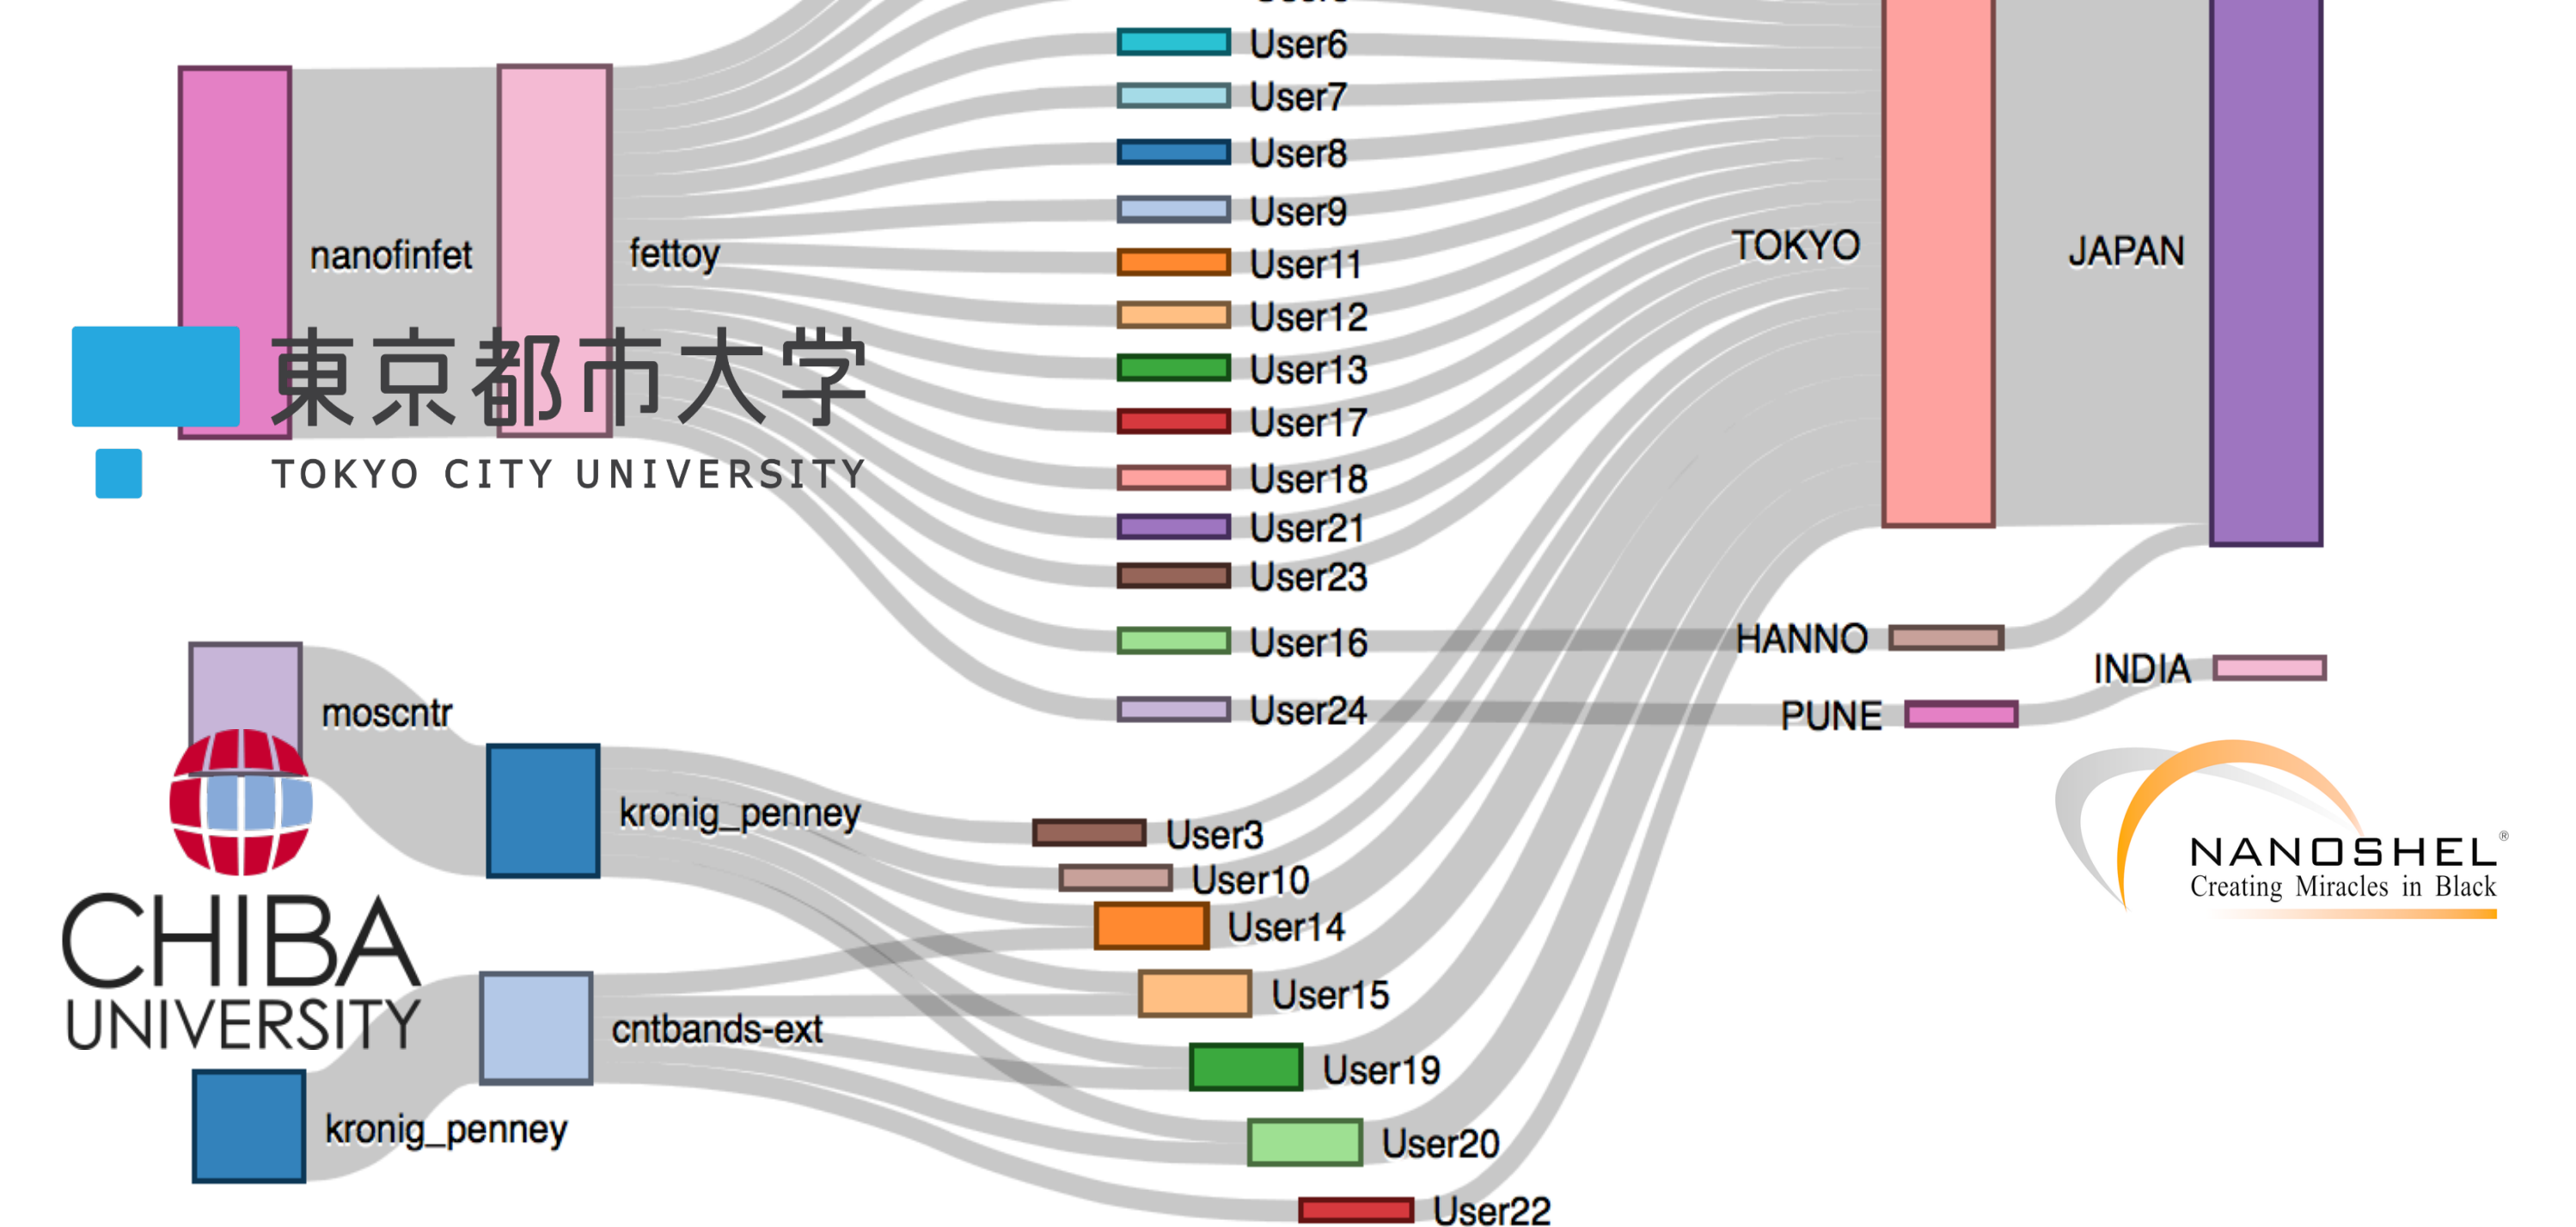 User6
User7
User8
User9
nanofinfet
fettoy
User11
TOKYO
JAPAN
User12
User13
東京都市大学
User17
TOKYO CITY UNIVERSITY
User18
User21
User23
User16
HANNO
INDIA
User24
PUNE
moscntr
kronig_penney
User3
User10
NANOSHEL®
Creating Miracles in Black
User14
CHIBA
UNIVERSITY
User15
cntbands-ext
User19
kronig_penney
User20
User22